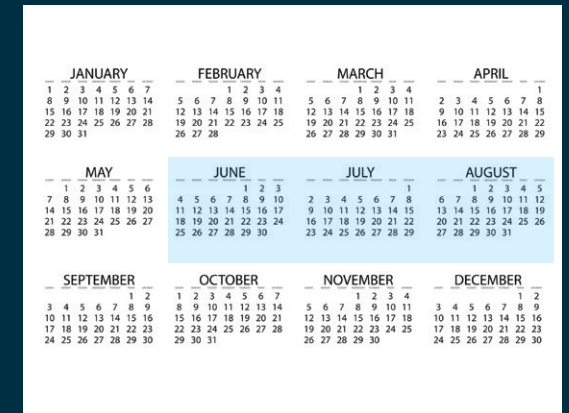 JANUARY
1 2 3 4 5 6 7
8 9 10 11 12 13 14
15 16 17 18 19 20 21
22 23 24 25 26 27 28
29 30 31
FEBRUARY
1 2 3 4
5 6 7 8 9 10 11
12 13 14 15 16 17 18
19 20 21 22 23 24 25
26 27 28
MARCH
1 2 3 4
5 6 7 8 9 10 11
12 13 14 15 16 17 18
19 20 21 22 23 24 25
26 27 28 29 30 31
APRIL
1
2 3 4 5 6 7 8
9 10 11 12 13 14 15
16 17 18 19 20 21 22
23 24 25 26 27 28 29
MAY
1 2 3 4 5 6
7 8 9 10 11 12 13
14 15 16 17 18 19 20
21 22 23 24 25 26 27
28 29 30 31
JUNE
1 2 3
4 5 6 7 8 9 10
11 12 13 14 15 16 17
18 19 20 21 22 23 24
25 26 27 28 29 30
JULY
1
2 3 4 5 6 7 8
9 10 11 12 13 14 15
16 17 18 19 20 21 22
23 24 25 26 27 28 29
AUGUST
1 2 3 4 5
6 7 8 9 10 11 12
13 14 15 16 17 18 19
20 21 22 23 24 25 26
27 28 29 30 31
SEPTEMBER
1 2
3 4 5 6 7 8 9
10 11 12 13 14 15 16
17 18 19 20 21 22 23
24 25 26 27 28 29 30
OCTOBER
1 2 3 4 5 6 7
8 9 10 11 12 13 14
15 16 17 18 19 20 21
22 23 24 25 26 27 28
29 30 31
NOVEMBER
1 2 3 4
5 6 7 8 9 10 11
12 13 14 15 16 17 18
19 20 21 22 23 24 25
26 27 28 29 30
DECEMBER
1 2
3 4 5 6 7 8 9
10 11 12 13 14 15 16
17 18 19 20 21 22 23
24 25 26 27 28 29 30